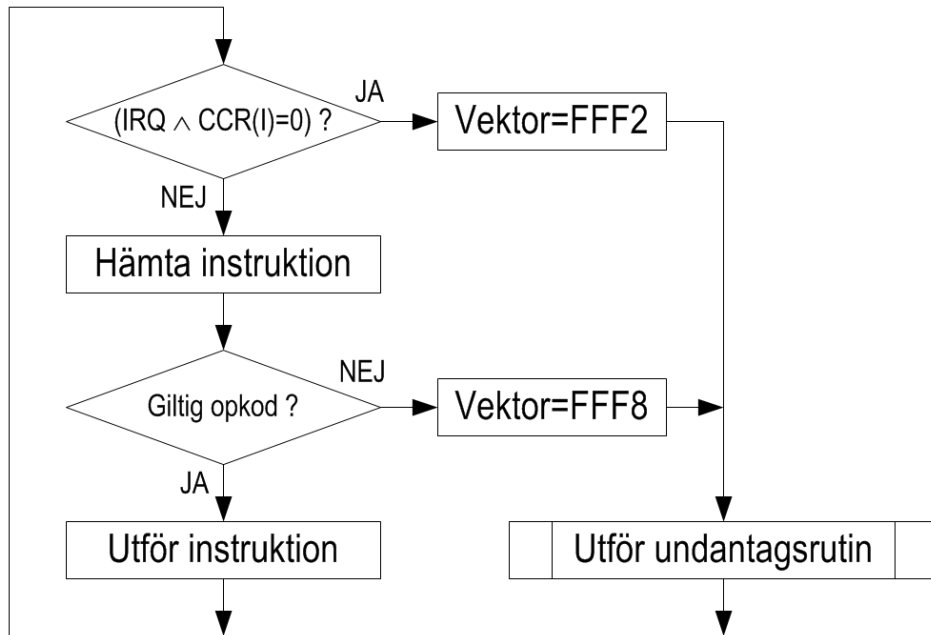 (IRQ ∧ CCR(I)=0) ?
JA
Vektor=FFF2
NEJ
Hämta instruktion
Giltig opkod ?
NEJ
Vektor=FFF8
JA
Utför instruktion
Utför undantagsrutin